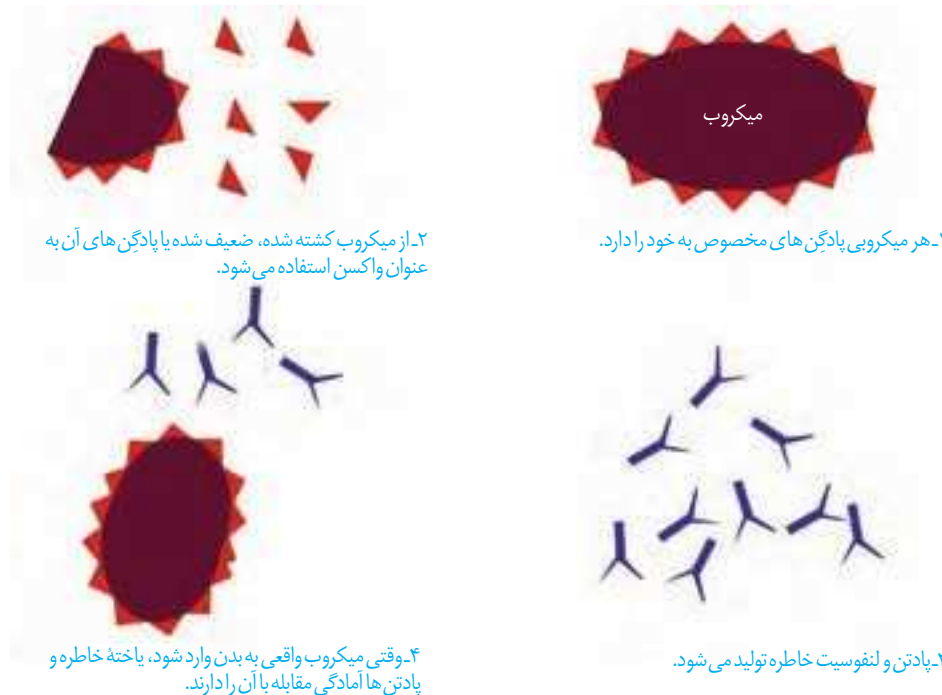 میکروب
ـ هر میکروبی پادگِن های مخصوص به خود را دارد.
۲ـ از میکروب کشته شده، ضعیف شده یا پادگِن های آن به
عنوان واکسن استفاده می‌شود.
ـ پادتن و لنفوسیت خاطره تولید می‌شود.
۴ـ وقتی میکروب واقعی به بدن وارد شود، یاختهٔ خاطره و
پادتن ها آمادگی مقابله با آن را دارند.